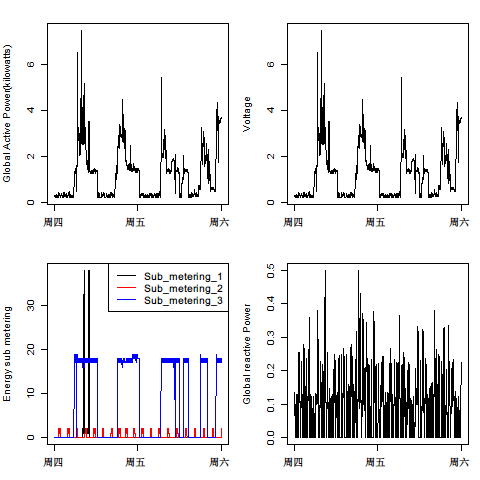 Global Active Power(kilowatts)
0 2 4 6
周四 周五 周六
Voltage
0 2 4 6
周四 周五 周六
Energy sub metering
0 10 20 30
Sub_metering_1
Sub_metering_2
Sub_metering_3
周四 周五 周六
Global reactive Power
0.0 0.1 0.2 0.3 0.4 0.5
周四 周五 周六